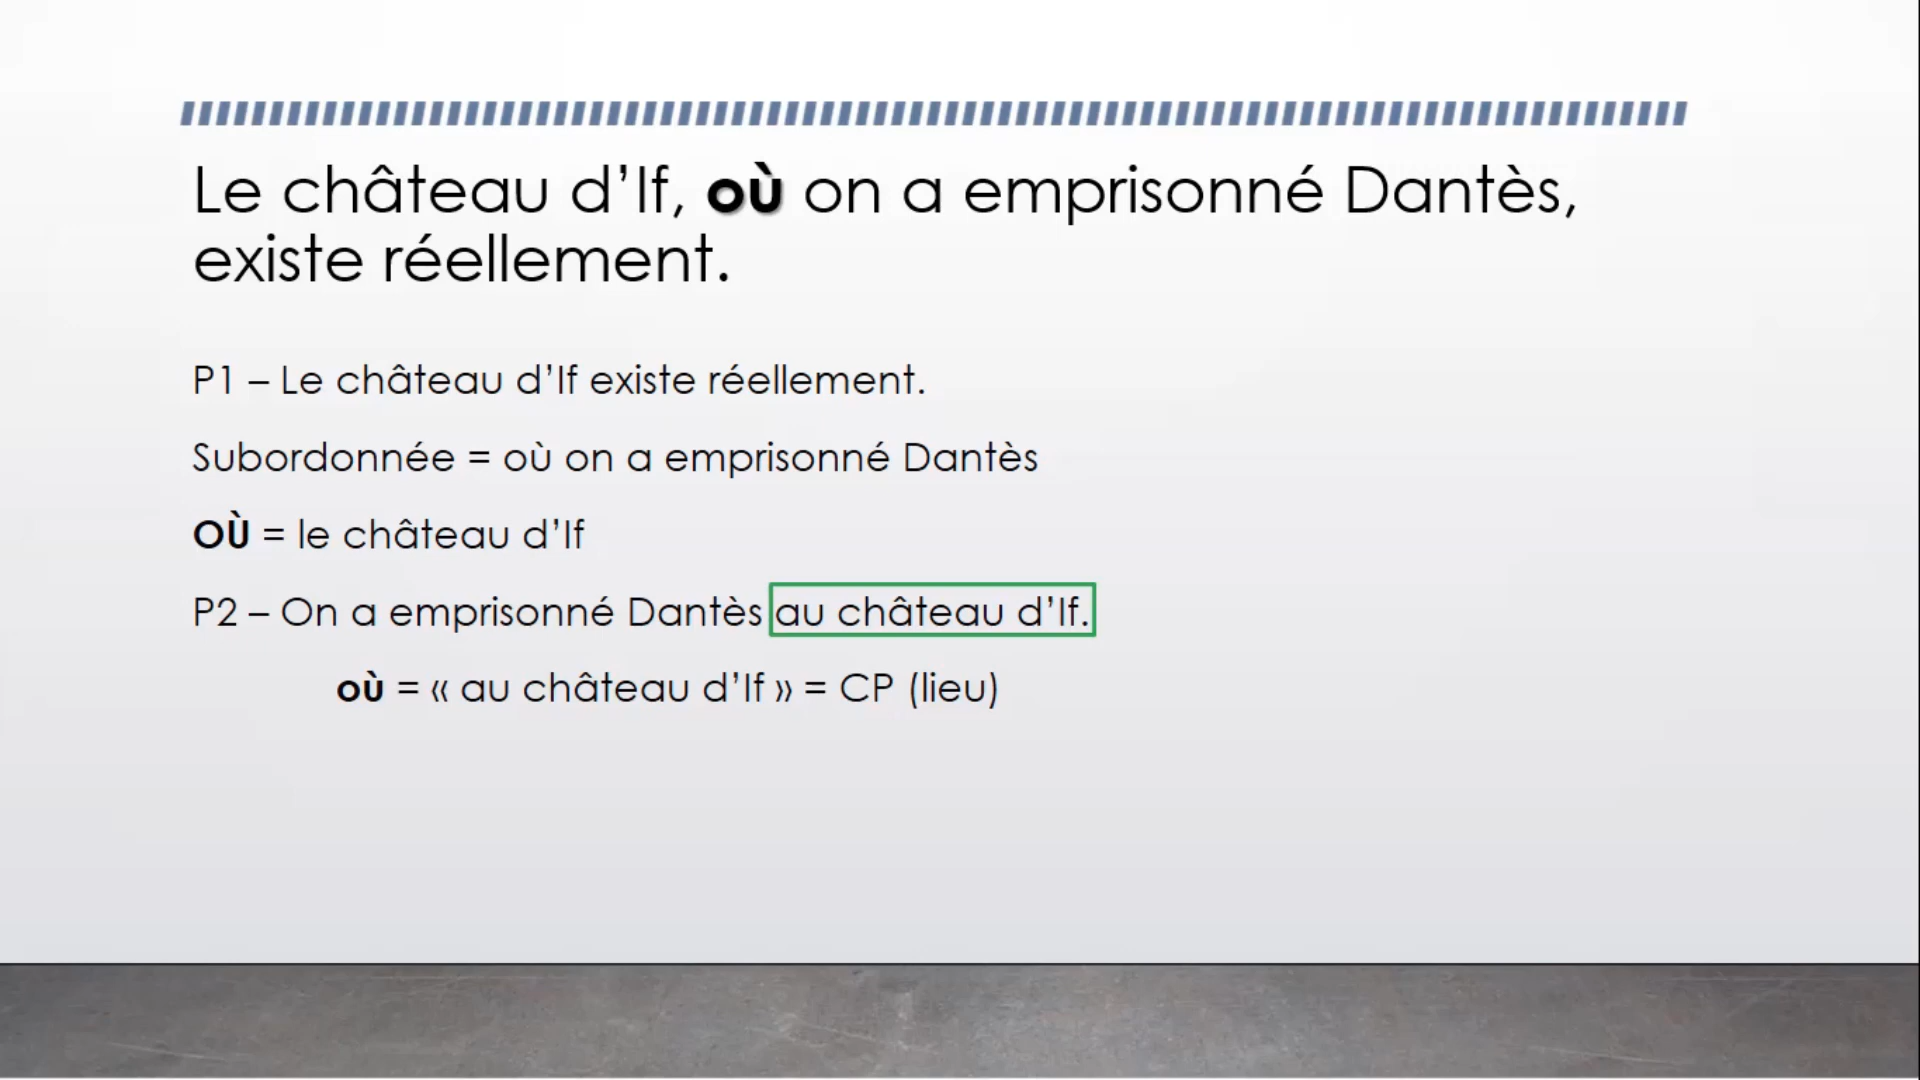 Le château d’If, où on a emprisonné Dantès,
existe réellement.
P1 – Le château d’If existe réellement.
Subordonnée = où on a emprisonné Dantès
OÙ = le château d’If
P2 – On a emprisonné Dantès au château d’If.
où = « au château d’If » = CP (lieu)